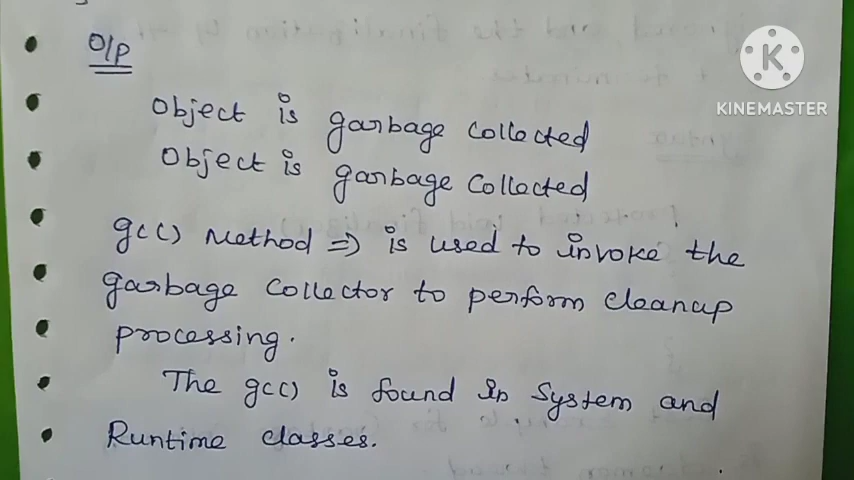 O/P
KINEMASTER
Object is garbage collected
Object is garbage collected
gc() Method => is used to invoke the
garbage collector to perform cleanup
processing.
The gc() is found in System and
Runtime classes.